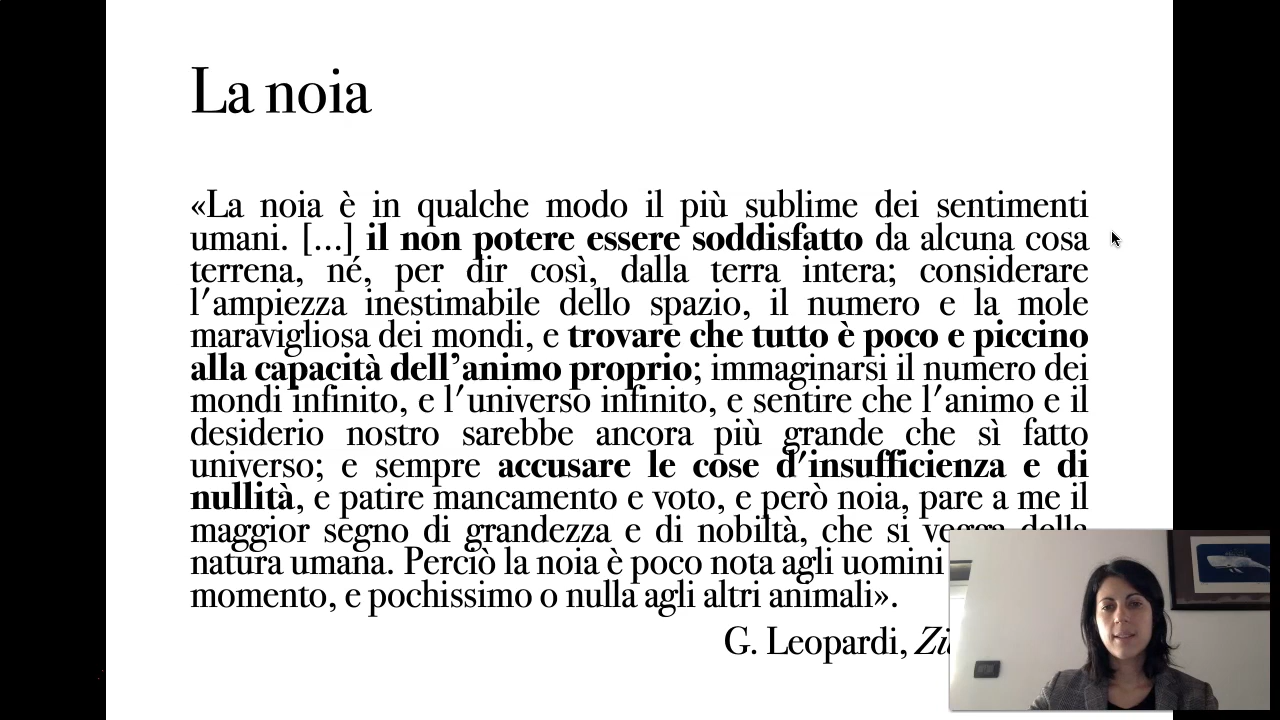 La noia
«La noia è in qualche modo il più sublime dei sentimenti
umani. [...] il non potere essere soddisfatto da alcuna cosa
terrena, né, per dir così, dalla terra intera; considerare
l'ampiezza inestimabile dello spazio, il numero e la mole
maravigliosa dei mondi, e trovare che tutto è poco e piccino
alla capacità dell’animo proprio; immaginarsi il numero dei
mondi infinito, e l'universo infinito, e sentire che l'animo e il
desiderio nostro sarebbe ancora più grande che sì fatto
universo; e sempre accusare le cose d'insufficienza e di
nullità, e patire mancamento e voto, e però noia, pare a me il
maggior segno di grandezza e di nobiltà, che si vegga della
natura umana. Perciò la noia è poco nota agli uomini
momento, e pochissimo o nulla agli altri animali».
G. Leopardi,